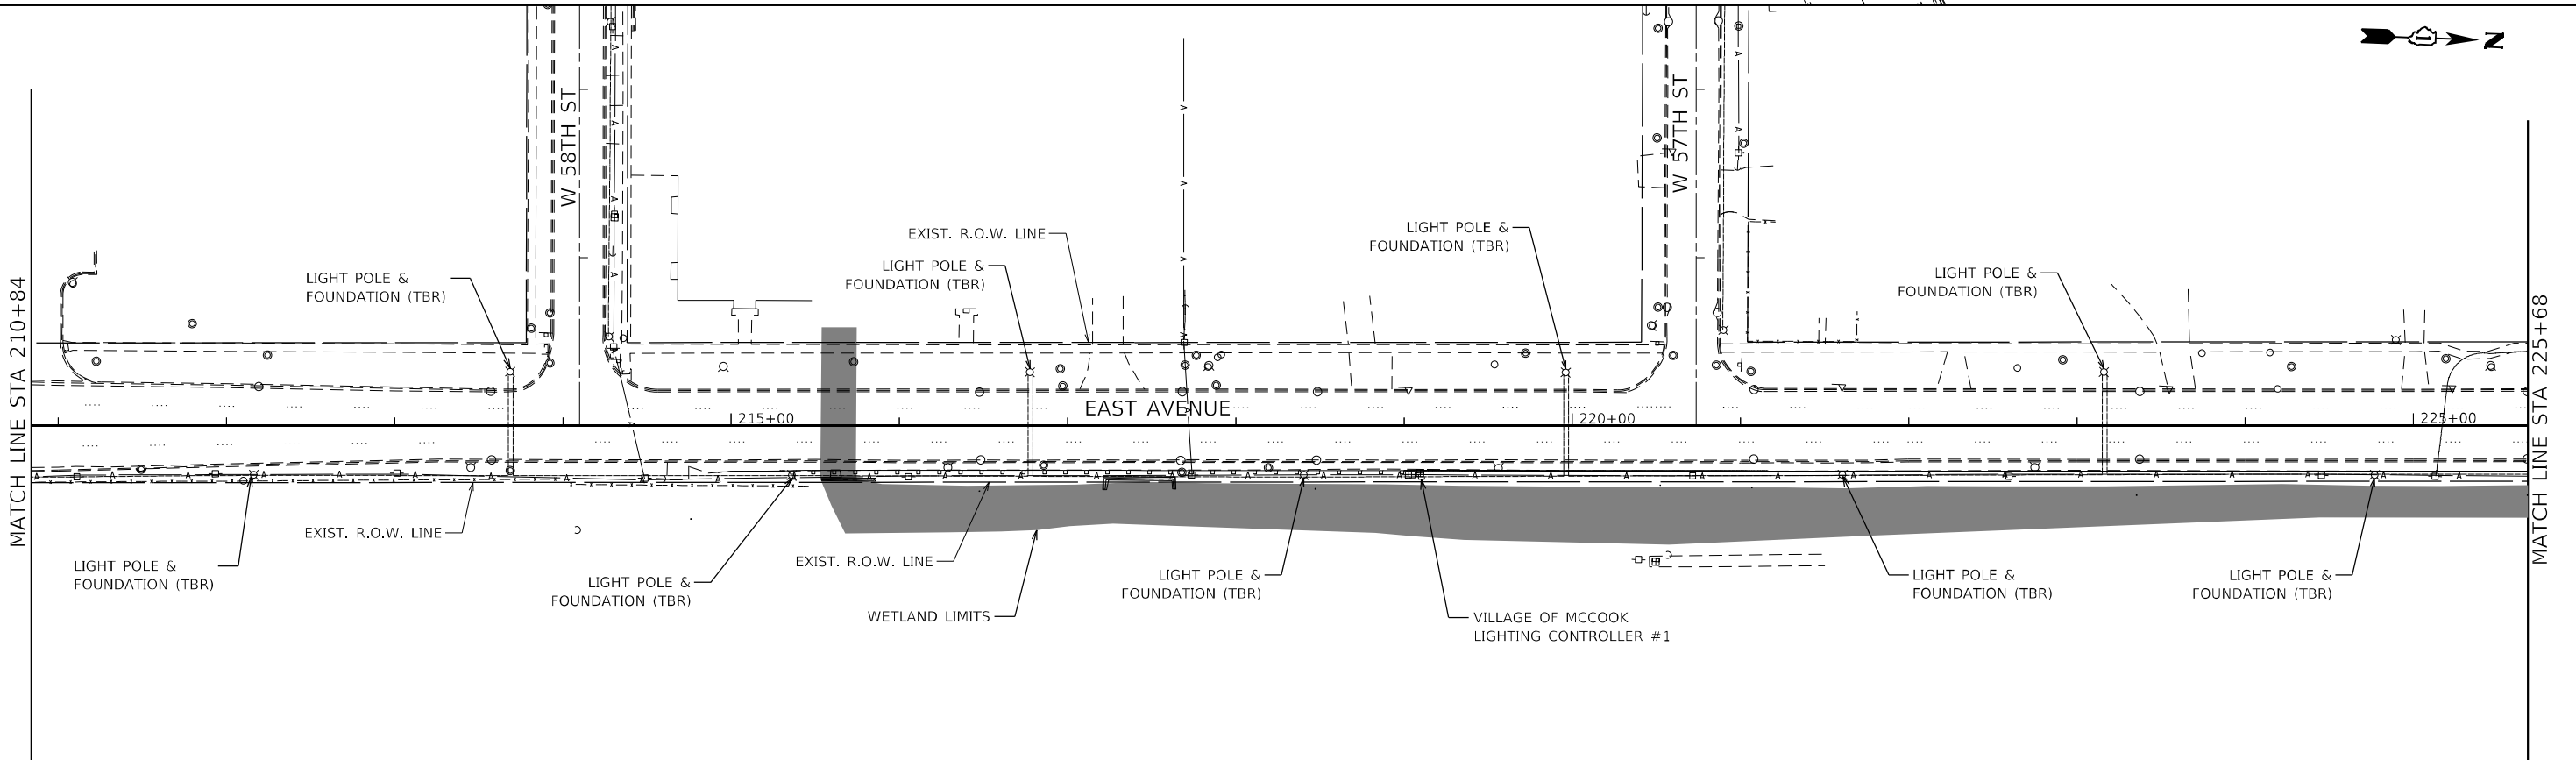 N
MATCH LINE STA 210+84
W 58TH ST
W 57TH ST
LIGHT POLE &
FOUNDATION (TBR)
EXIST. R.O.W. LINE
LIGHT POLE &
FOUNDATION (TBR)
LIGHT POLE &
FOUNDATION (TBR)
LIGHT POLE &
FOUNDATION (TBR)
EAST AVENUE
215+00
220+00
225+00
EXIST. R.O.W. LINE
LIGHT POLE &
FOUNDATION (TBR)
LIGHT POLE &
FOUNDATION (TBR)
EXIST. R.O.W. LINE
WETLAND LIMITS
LIGHT POLE &
FOUNDATION (TBR)
VILLAGE OF MCCOOK
LIGHTING CONTROLLER #1
LIGHT POLE &
FOUNDATION (TBR)
LIGHT POLE &
FOUNDATION (TBR)
MATCH LINE STA 225+68